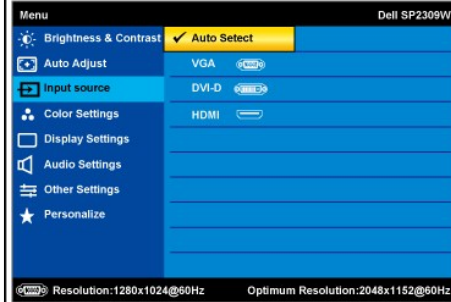 Menu Dell SP2309W
Brightness & Contrast ✓ Auto Setect
Auto Adjust VGA
Input source DVI-D
Color Settings HDMI
Display Settings
Audio Settings
Other Settings
Personalize
Resolution:1280x1024@60Hz Optimum Resolution:2048x1152@60Hz